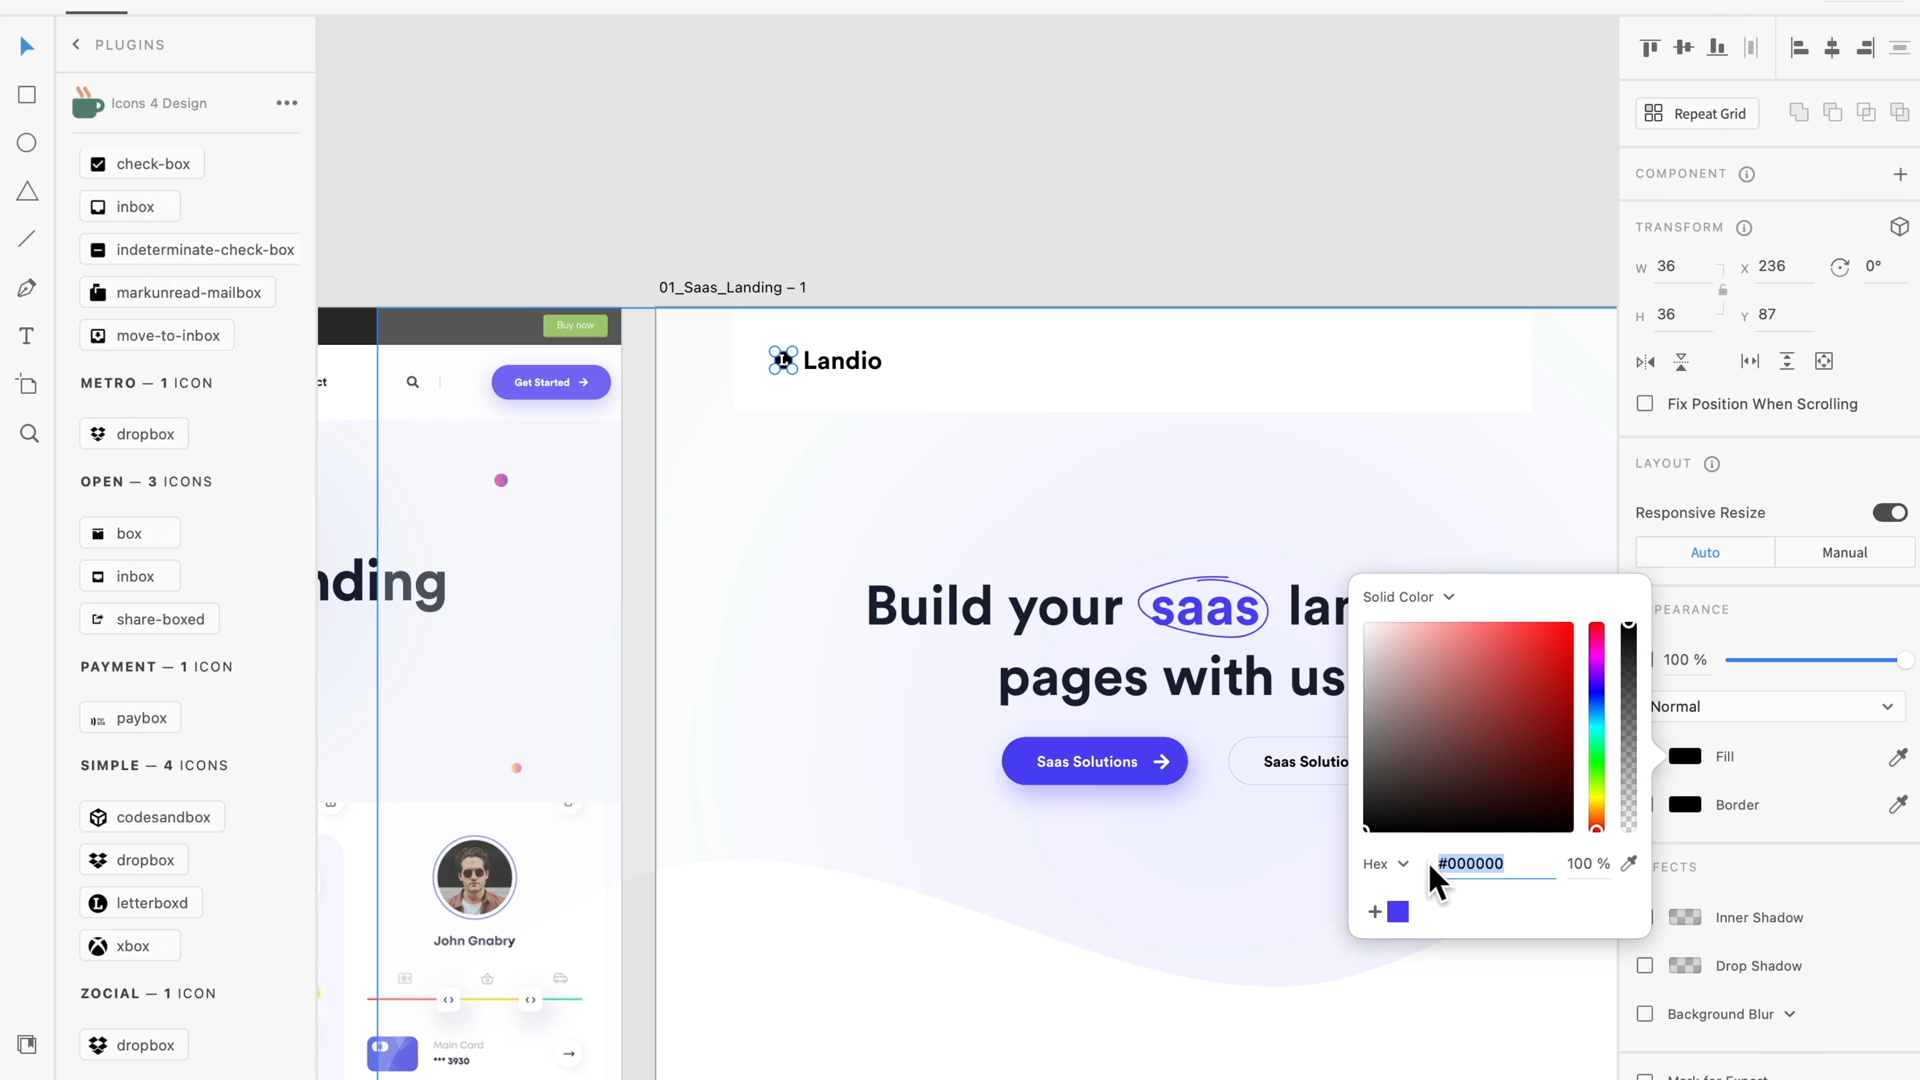 PLUGINS
Icons 4 Design
check-box
inbox
indeterminate-check-box
markunread-mailbox
move-to-inbox
METRO — 1 ICON
dropbox
OPEN — 3 ICONS
box
inbox
share-boxed
PAYMENT — 1 ICON
paybox
SIMPLE — 4 ICONS
codesandbox
dropbox
letterboxd
xbox
ZOCIAL — 1 ICON
dropbox
Buy now
ct
Get Started
nding
John Gnabry
Main Card
*** 3930
01_Saas_Landing – 1
Landio
Build your saas lar
pages with us
Saas Solutions
Saas Solutio
Solid Color
Hex #000000 100 %
Repeat Grid
COMPONENT
TRANSFORM
W 36 X 236 0°
H 36 Y 87
Fix Position When Scrolling
LAYOUT
Responsive Resize
Auto Manual
PEARANCE
100 %
Normal
Fill
Border
FECTS
Inner Shadow
Drop Shadow
Background Blur
Mark for Export